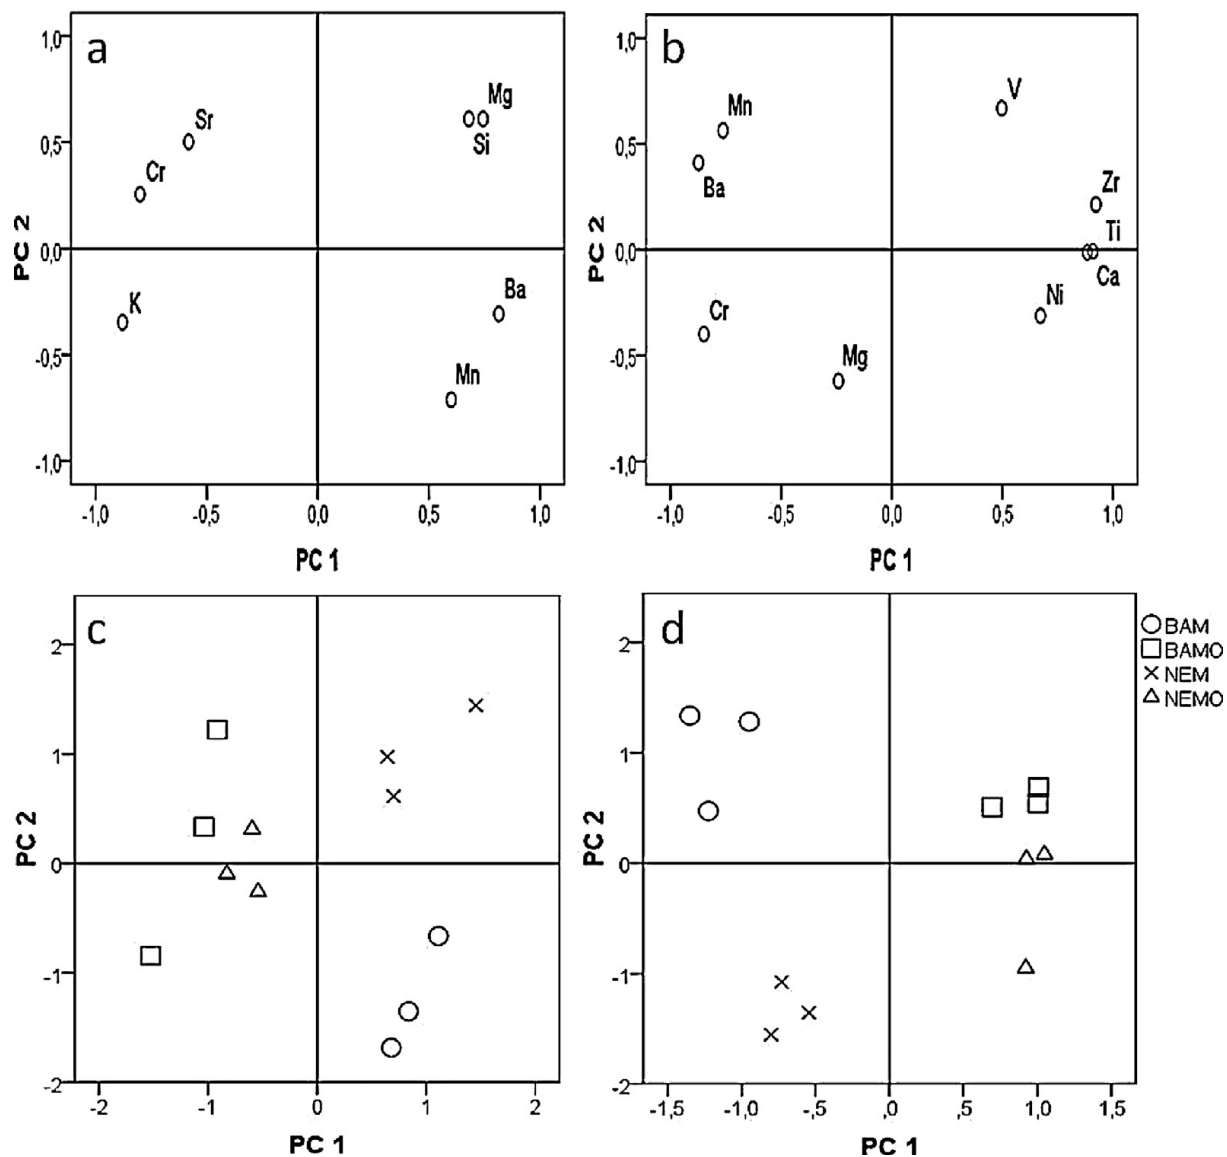 a
1,0
0,5
0,0
-0,5
-1,0
PC 2
Mg
Si
Sr
Cr
K
Ba
Mn
-1,0 -0,5 0,0 0,5 1,0
PC 1
b
1,0
0,5
0,0
-0,5
-1,0
PC 2
V
Mn
Ba
Zr
Ti
Ca
Ni
Cr
Mg
-1,0 -0,5 0,0 0,5 1,0
PC 1
c
2
1
0
-1
-2
PC 2
-2 -1 0 1 2
PC 1
d
2
1
0
-1
-2
PC 2
-1,5 -1,0 -,5 ,0 ,5 1,0 1,5
PC 1
BAM
BAMO
NEM
NEMO